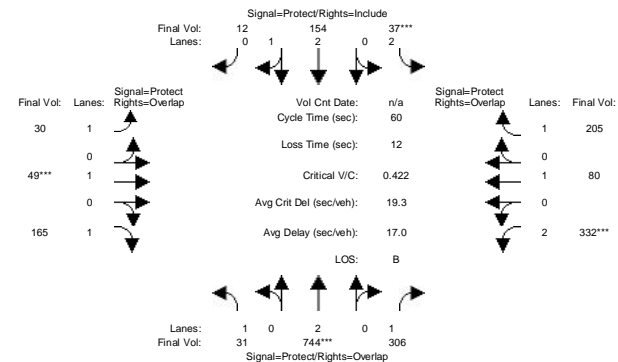 Signal=Protect/Rights=Include
Final Vol: 12 154 37***
Lanes: 0 1 2 0 2
Signal=Protect Signal=Protect
Final Vol: Lanes: Rights=Overlap Vol Cnt Date: n/a Rights=Overlap Lanes: Final Vol:
Cycle Time (sec): 60
30 1 1 205
Loss Time (sec): 12
0 0
49*** 1 Critical V/C: 0.422 1 80
0 Avg Crit Del (sec/veh): 19.3 0
165 1 Avg Delay (sec/veh): 17.0 2 332***
LOS: B
Lanes: 1 0 2 0 1
Final Vol: 31 744*** 306
Signal=Protect/Rights=Overlap